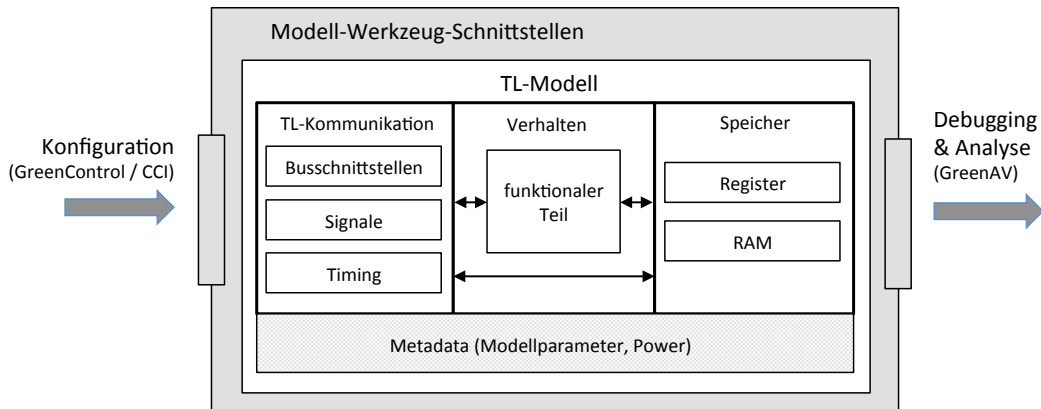 Modell-Werkzeug-Schnittstellen
TL-Modell
Konfiguration
(GreenControl / CCI)
TL-Kommunikation
Busschnittstellen
Signale
Timing
Verhalten
funktionaler
Teil
Speicher
Register
RAM
Metadata (Modellparameter, Power)
Debugging
& Analyse
(GreenAV)